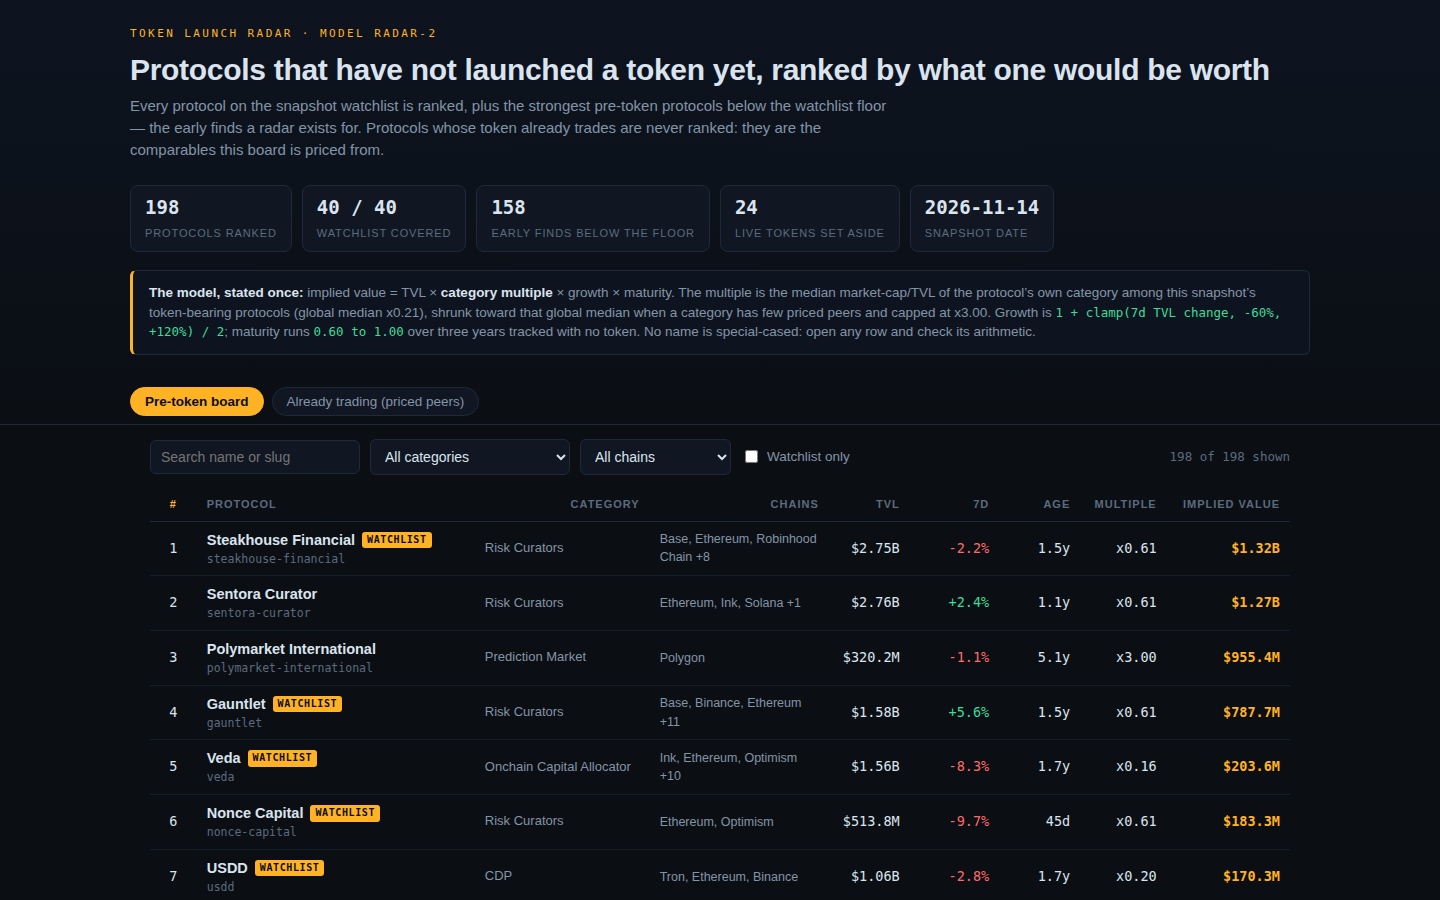 TOKEN LAUNCH RADAR · MODEL RADAR-2
Protocols that have not launched a token yet, ranked by what one would be worth
Every protocol on the snapshot watchlist is ranked, plus the strongest pre-token protocols below the watchlist floor
— the early finds a radar exists for. Protocols whose token already trades are never ranked: they are the
comparables this board is priced from.
198
PROTOCOLS RANKED
40 / 40
WATCHLIST COVERED
158
EARLY FINDS BELOW THE FLOOR
24
LIVE TOKENS SET ASIDE
2026-11-14
SNAPSHOT DATE
The model, stated once: implied value = TVL × category multiple × growth × maturity. The multiple is the median market-cap/TVL of the protocol's own category among this snapshot's
token-bearing protocols (global median x0.21), shrunk toward that global median when a category has few priced peers and capped at x3.00. Growth is 1 + clamp(7d TVL change, -60%,
+120%) / 2; maturity runs 0.60 to 1.00 over three years tracked with no token. No name is special-cased: open any row and check its arithmetic.
Pre-token board
Already trading (priced peers)
Search name or slug
All categories
All chains
Watchlist only
198 of 198 shown
# PROTOCOL CATEGORY CHAINS TVL 7D AGE MULTIPLE IMPLIED VALUE
1 Steakhouse Financial WATCHLIST
steakhouse-financial
Risk Curators
Base, Ethereum, Robinhood
Chain +8
$2.75B -2.2% 1.5y x0.61 $1.32B
2 Sentora Curator
sentora-curator
Risk Curators
Ethereum, Ink, Solana +1
$2.76B +2.4% 1.1y x0.61 $1.27B
3 Polymarket International
polymarket-international
Prediction Market
Polygon
$320.2M -1.1% 5.1y x3.00 $955.4M
4 Gauntlet WATCHLIST
gauntlet
Risk Curators
Base, Binance, Ethereum
+11
$1.58B +5.6% 1.5y x0.61 $787.7M
5 Veda WATCHLIST
veda
Onchain Capital Allocator
Ink, Ethereum, Optimism
+10
$1.56B -8.3% 1.7y x0.16 $203.6M
6 Nonce Capital WATCHLIST
nonce-capital
Risk Curators
Ethereum, Optimism
$513.8M -9.7% 45d x0.61 $183.3M
7 USDD WATCHLIST
usdd
CDP
Tron, Ethereum, Binance
$1.06B -2.8% 1.7y x0.20 $170.3M